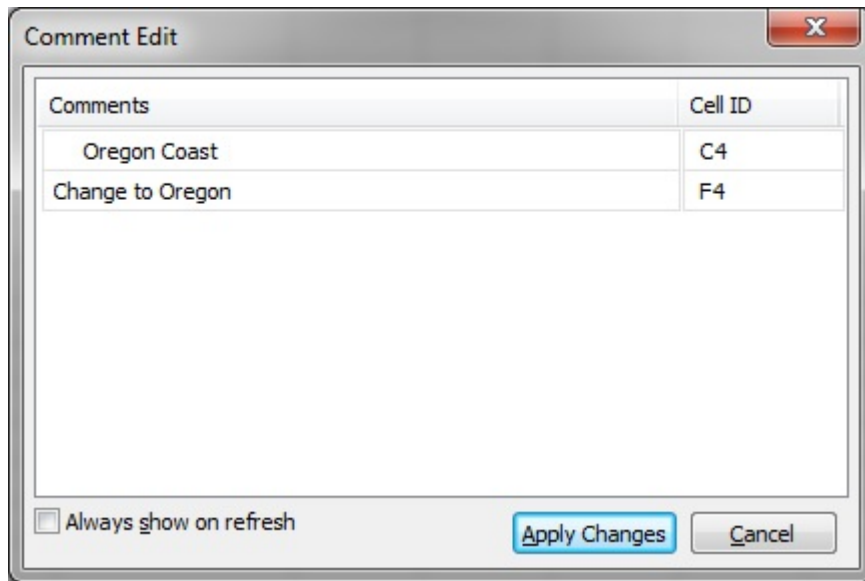 Comment Edit
Comments Cell ID
Oregon Coast C4
Change to Oregon F4
Always show on refresh Apply Changes Cancel